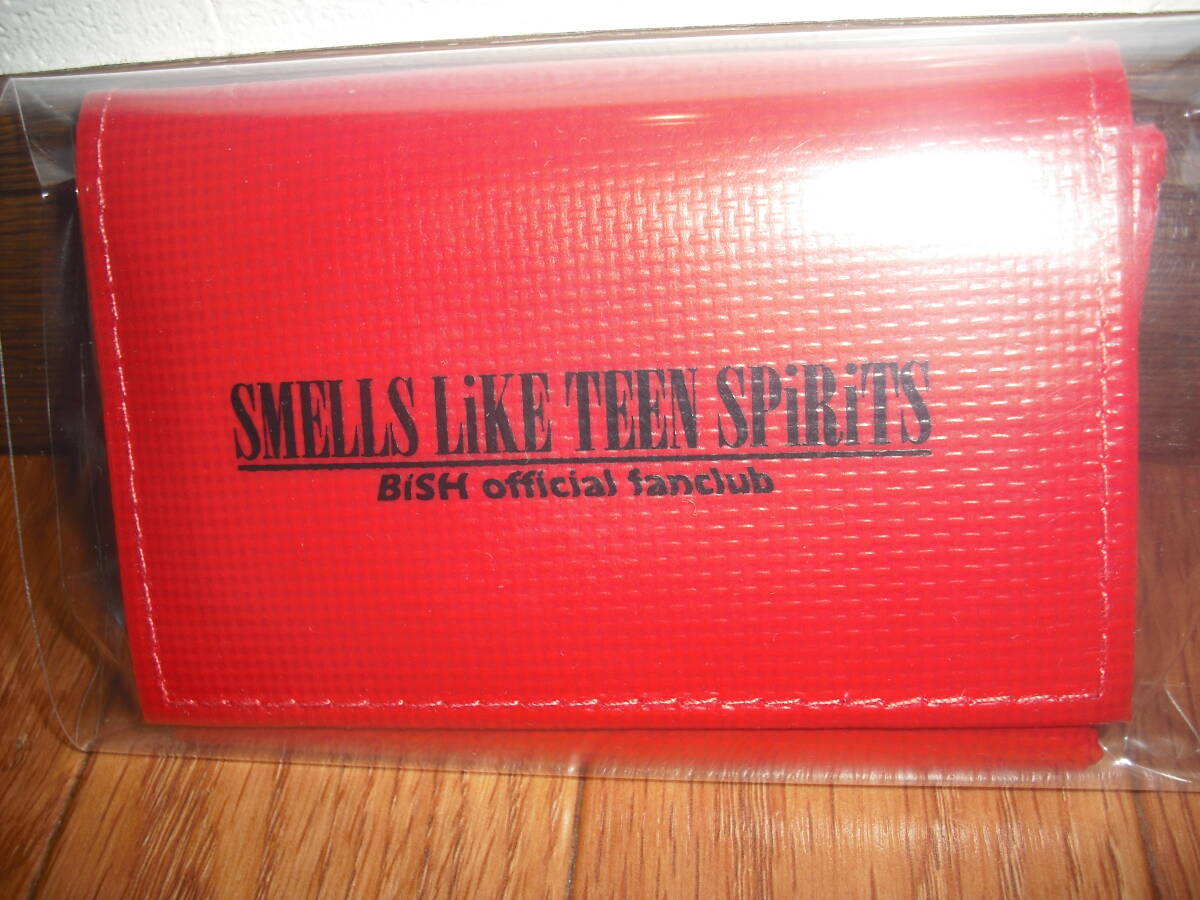 SMELLS LiKE TEEN SPiRiTS
BiSH official fanclub